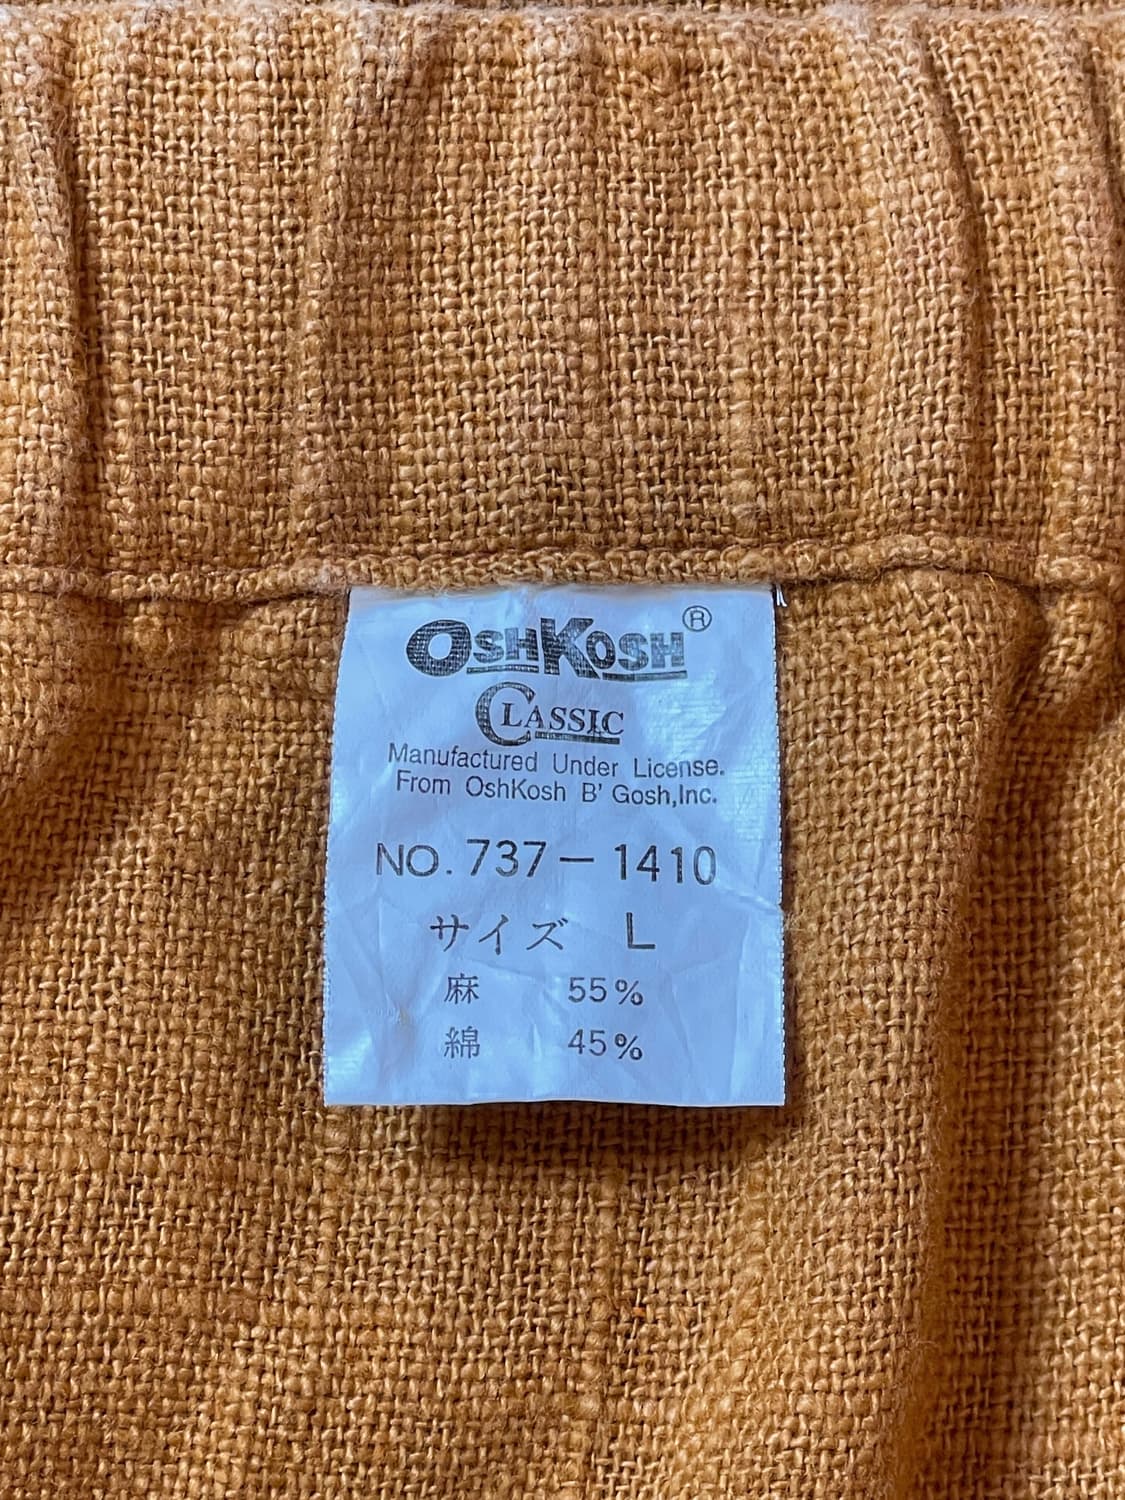 OSHKOSH®
CLASSIC
Manufactured Under License.
From OshKosh B' Gosh,Inc.
NO. 737－1410
サイズ L
麻 55%
綿 45%